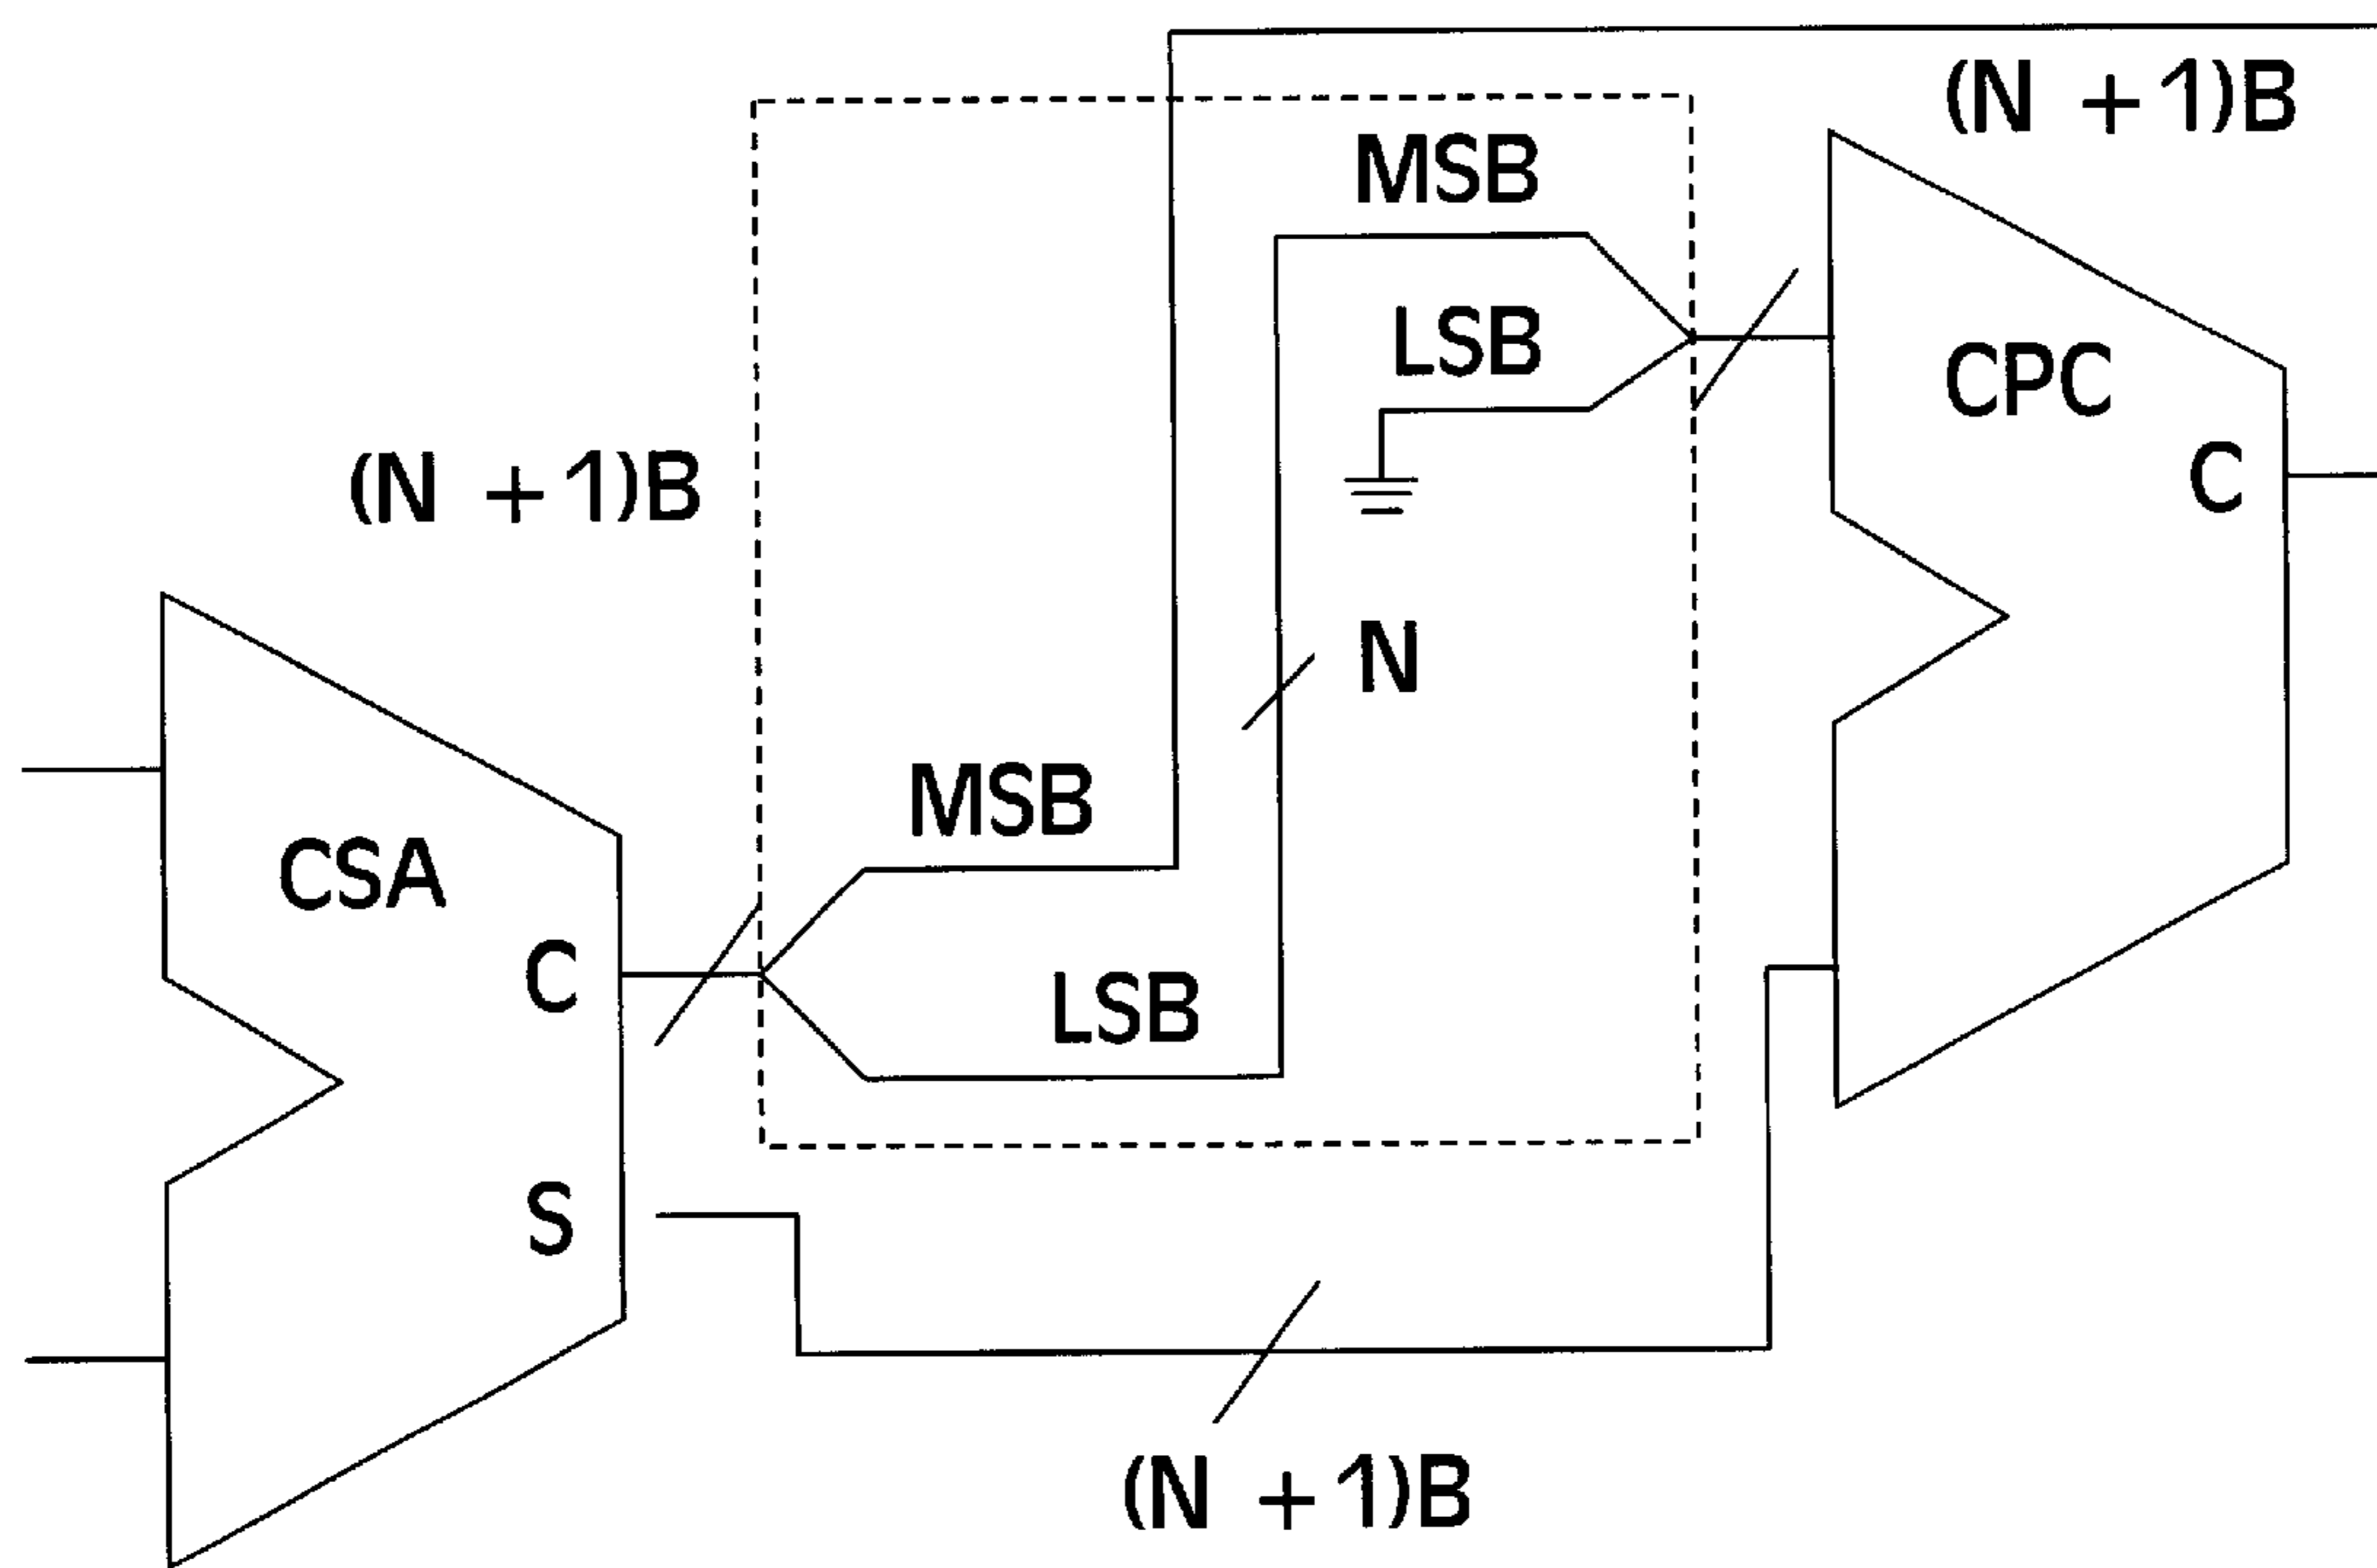 (N + 1)B
MSB
LSB
CPC
C
(N + 1)B
N
MSB
CSA
C
LSB
S
(N + 1)B